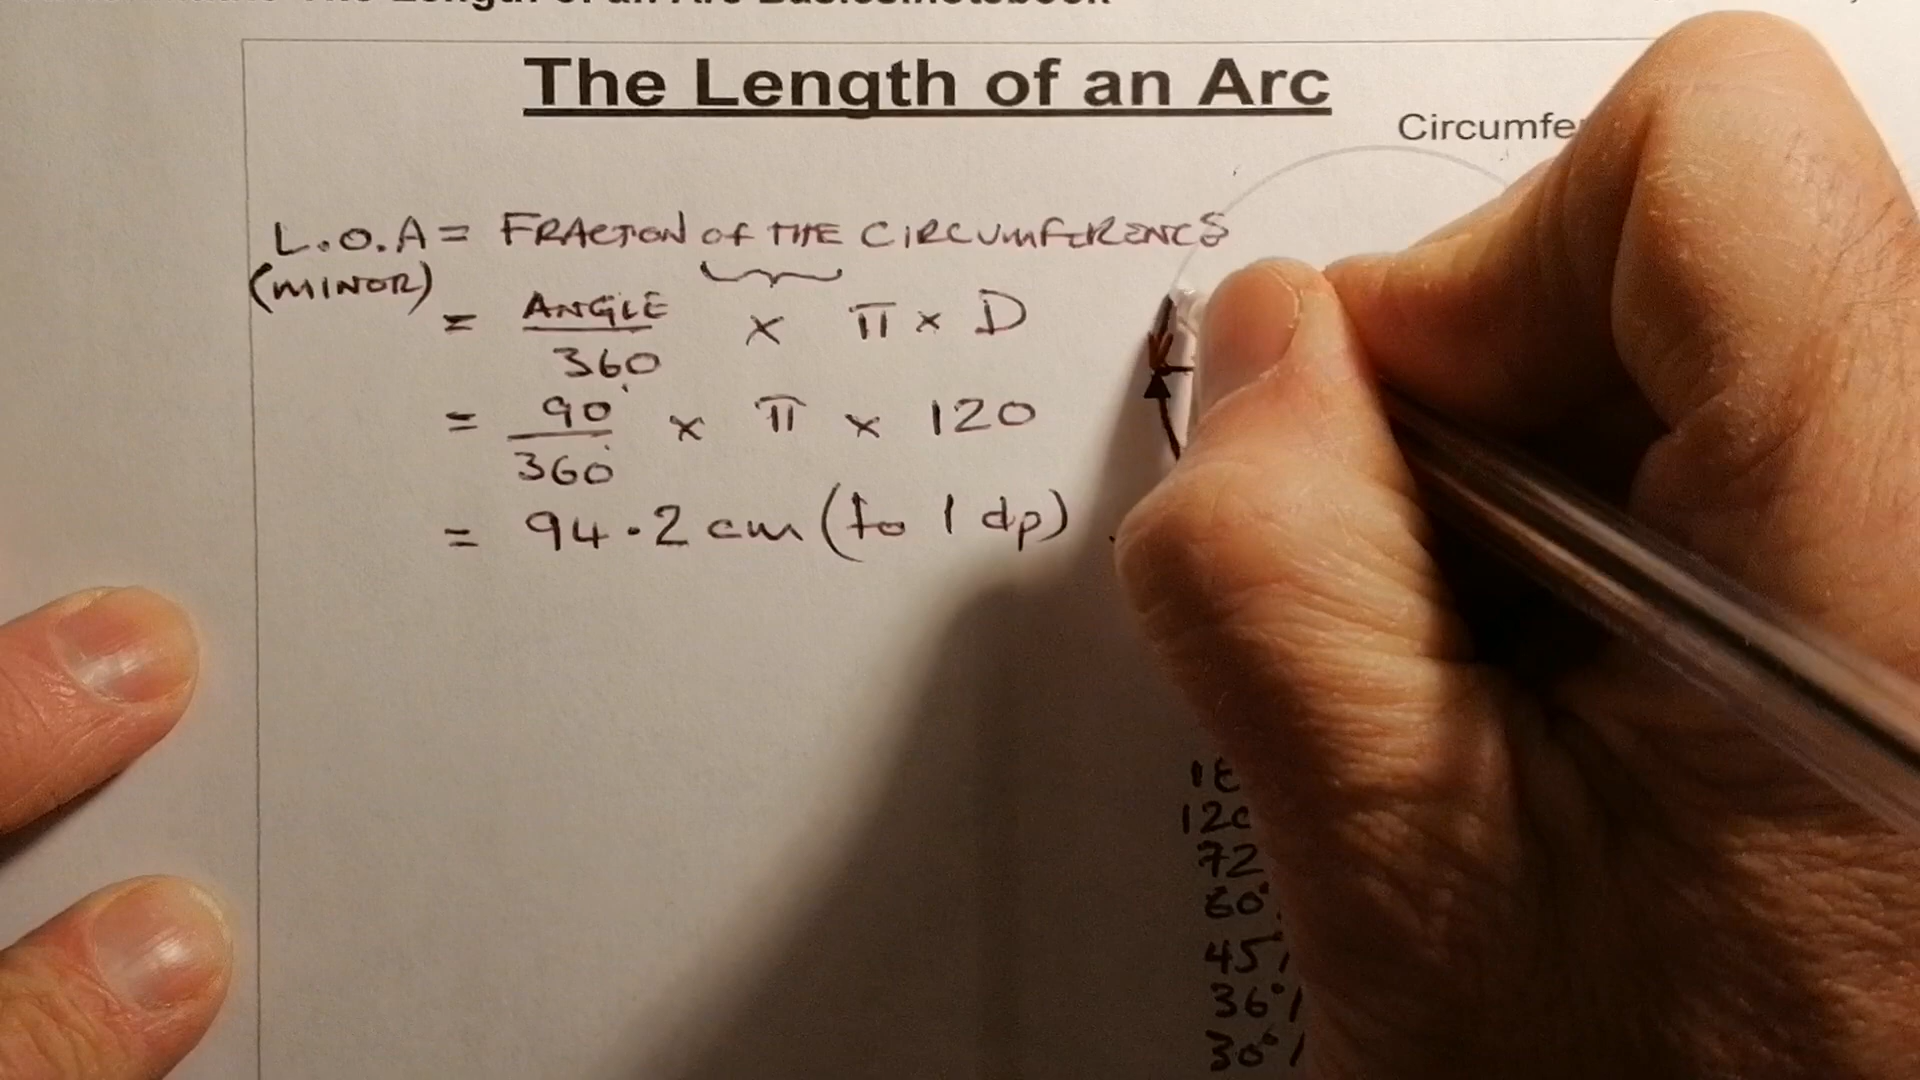 The Length of an Arc
Circumfe
L.O.A = FRACTION OF THE CIRCUMFERENCE
(MINOR)
= ANGLE/360 × π × D
= 90°/360° × π × 120
= 94.2 cm (to 1 dp)
120
72
60°
45°
36°
30°